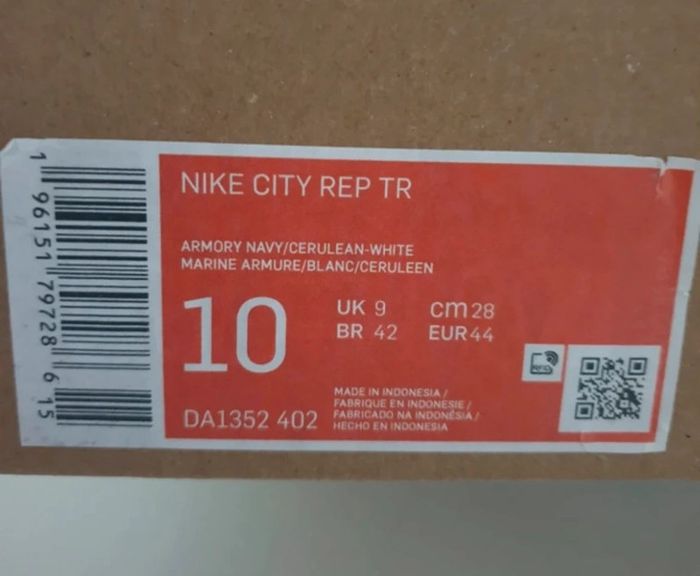 1 96151 79728 6 15
NIKE CITY REP TR
ARMORY NAVY/CERULEAN-WHITE
MARINE ARMURE/BLANC/CERULEEN
10
UK 9 cm 28
BR 42 EUR 44
RFID
DA1352 402
MADE IN INDONESIA /
FABRIQUE EN INDONESIE /
FABRICADO NA INDONÉSIA /
HECHO EN INDONESIA